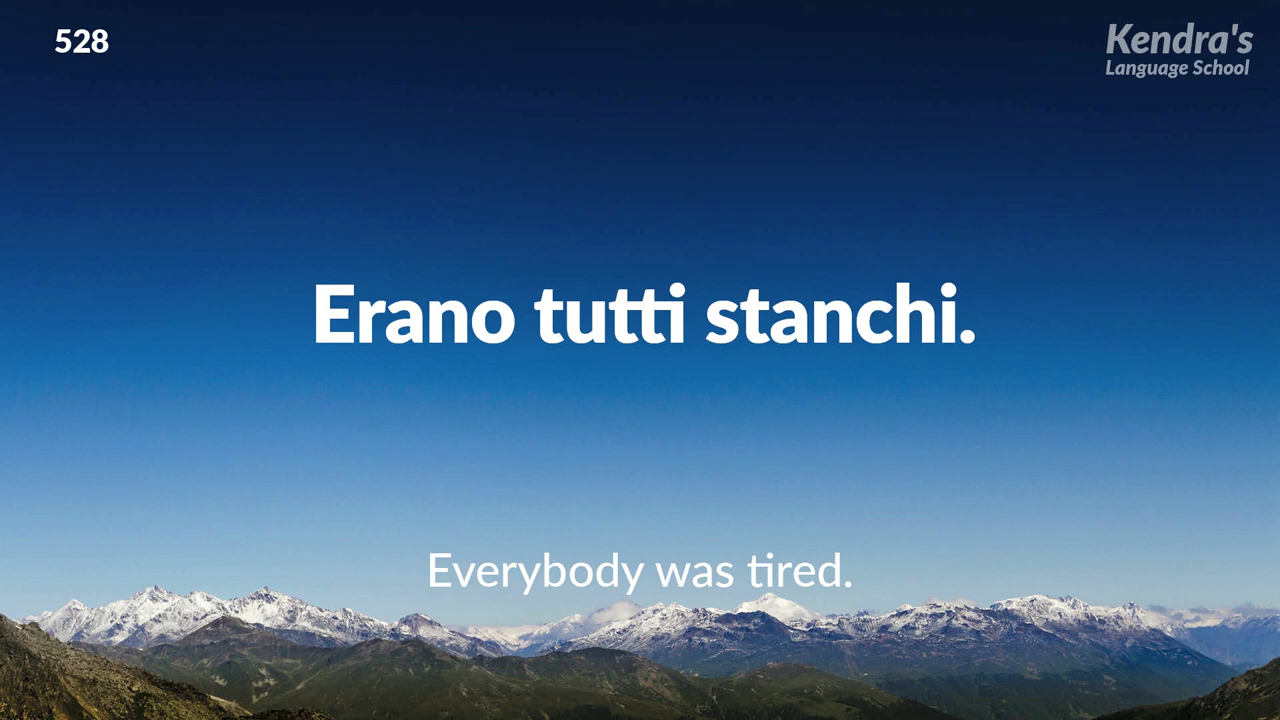 528
Kendra's
Language School
Erano tutti stanchi.
Everybody was tired.